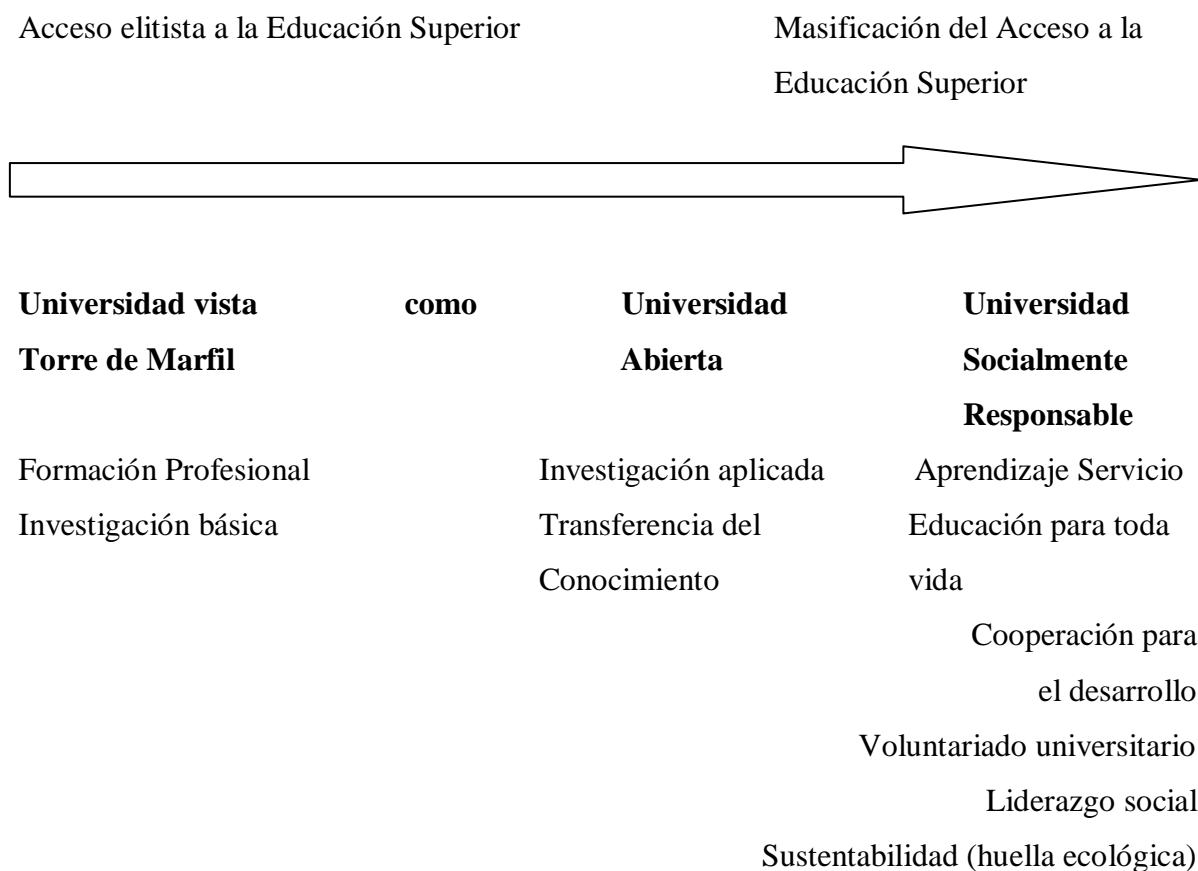 Acceso elitista a la Educación Superior
Masificación del Acceso a la
Educación Superior
Universidad vista como
Torre de Marfil
Formación Profesional
Investigación básica
Universidad
Abierta
Investigación aplicada
Transferencia del
Conocimiento
Universidad
Socialmente
Responsable
Aprendizaje Servicio
Educación para toda
vida
Cooperación para
el desarrollo
Voluntariado universitario
Liderazgo social
Sustentabilidad (huella ecológica)